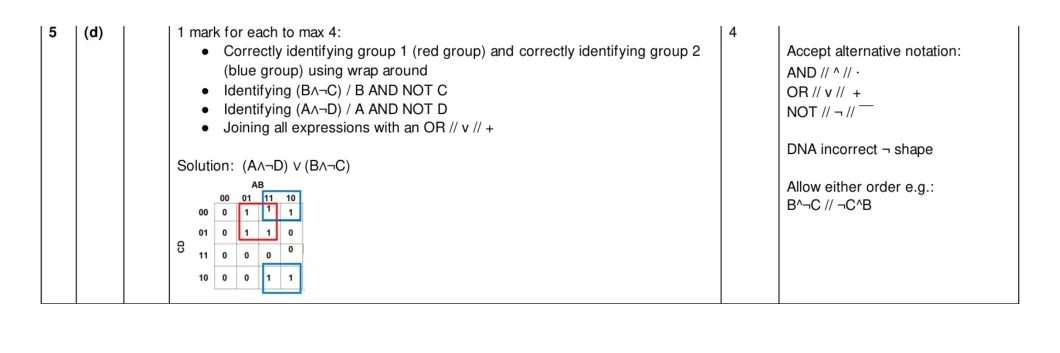 5 (d) 1 mark for each to max 4: 4
● Correctly identifying group 1 (red group) and correctly identifying group 2
(blue group) using wrap around
● Identifying (B∧¬C) / B AND NOT C
● Identifying (A∧¬D) / A AND NOT D
● Joining all expressions with an OR // v // +
Solution: (A∧¬D) ∨ (B∧¬C)
AB
00 01 11 10
00 0 1 1 1
01 0 1 1 0
CD
11 0 0 0 0
10 0 0 1 1
Accept alternative notation:
AND // ^ // ·
OR // v // +
NOT // ¬ // ‾
DNA incorrect ¬ shape
Allow either order e.g.:
B^¬C // ¬C^B